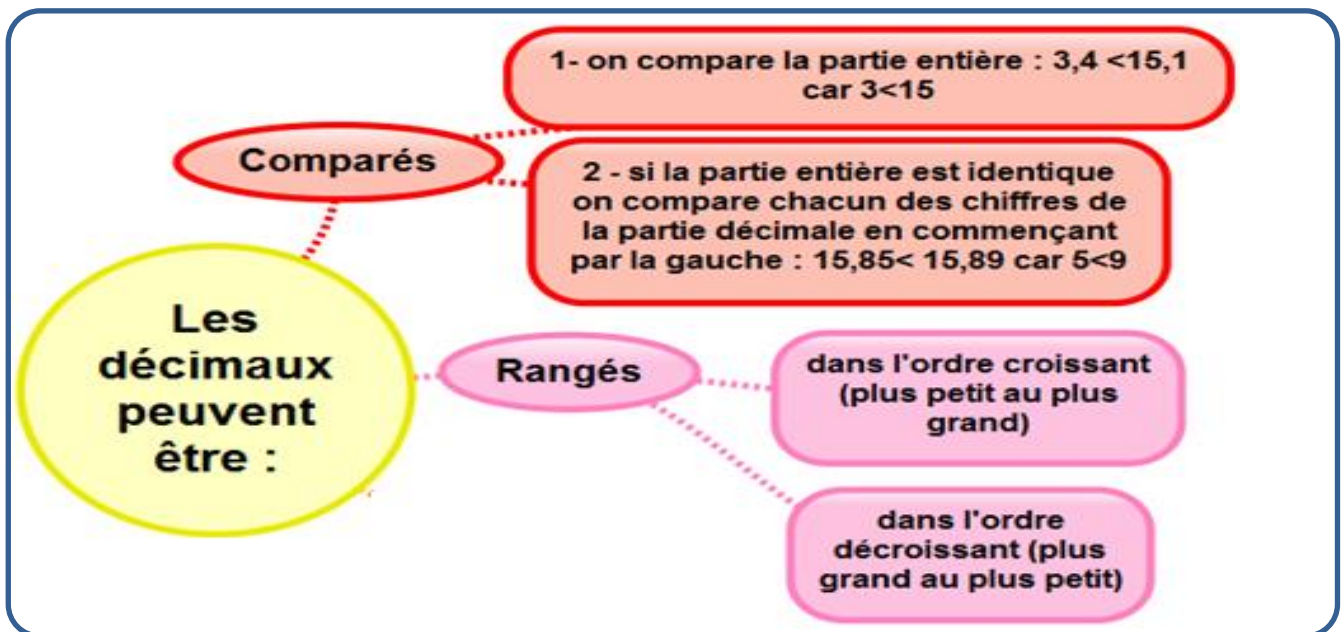 1- on compare la partie entière : 3,4 <15,1
car 3<15
Comparés
2 - si la partie entière est identique
on compare chacun des chiffres de
la partie décimale en commençant
par la gauche : 15,85< 15,89 car 5<9
Les
décimaux
peuvent
être :
Rangés
dans l'ordre croissant
(plus petit au plus
grand)
dans l'ordre
décroissant (plus
grand au plus petit)